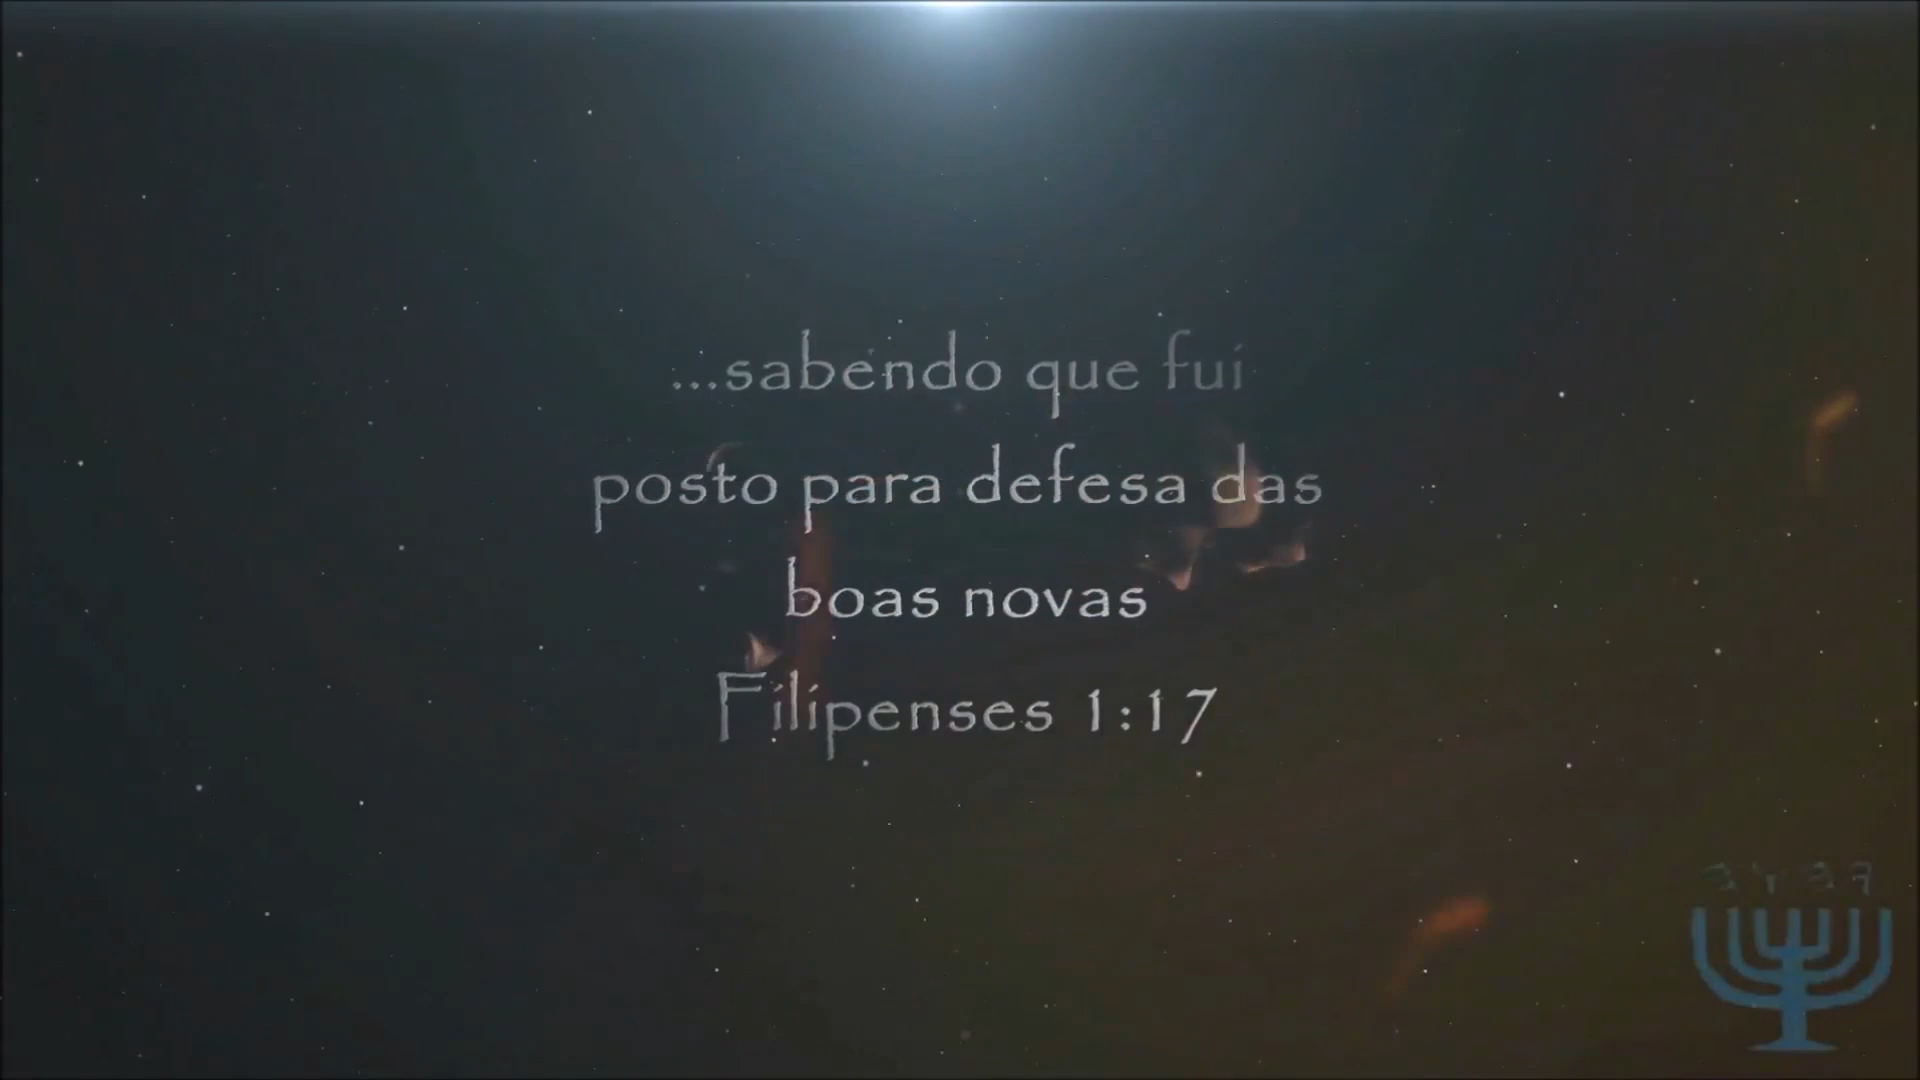 ...sabendo que fui
posto para defesa das
boas novas
Filipenses 1:17